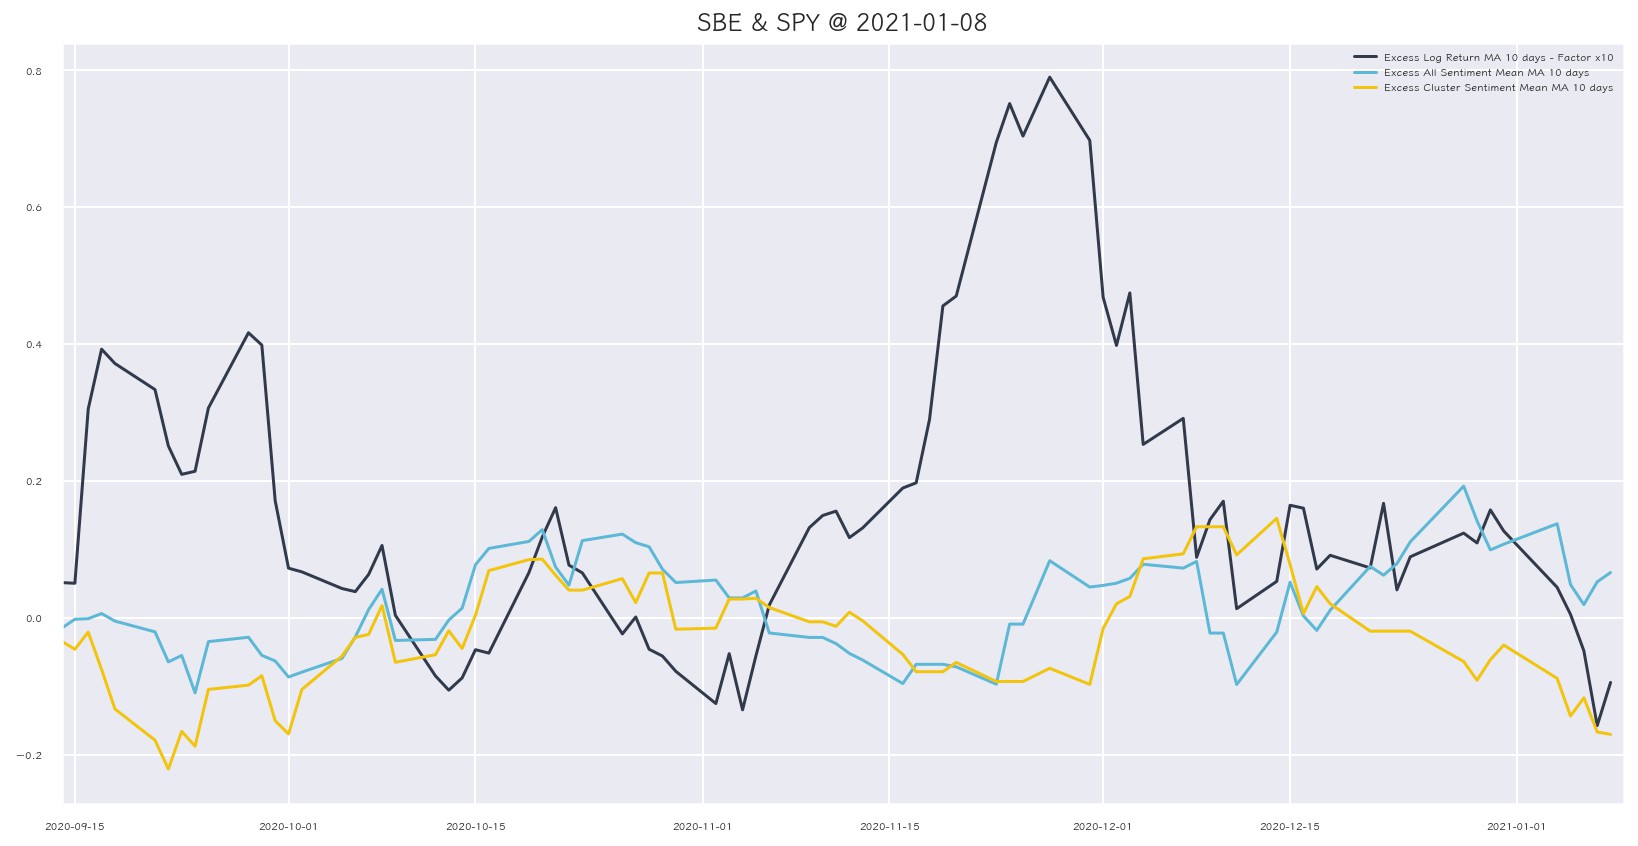 SBE & SPY @ 2021-01-08
Excess Log Return MA 10 days - Factor x10
Excess All Sentiment Mean MA 10 days
Excess Cluster Sentiment Mean MA 10 days
0.8
0.6
0.4
0.2
0.0
−0.2
2020-09-15 2020-10-01 2020-10-15 2020-11-01 2020-11-15 2020-12-01 2020-12-15 2021-01-01